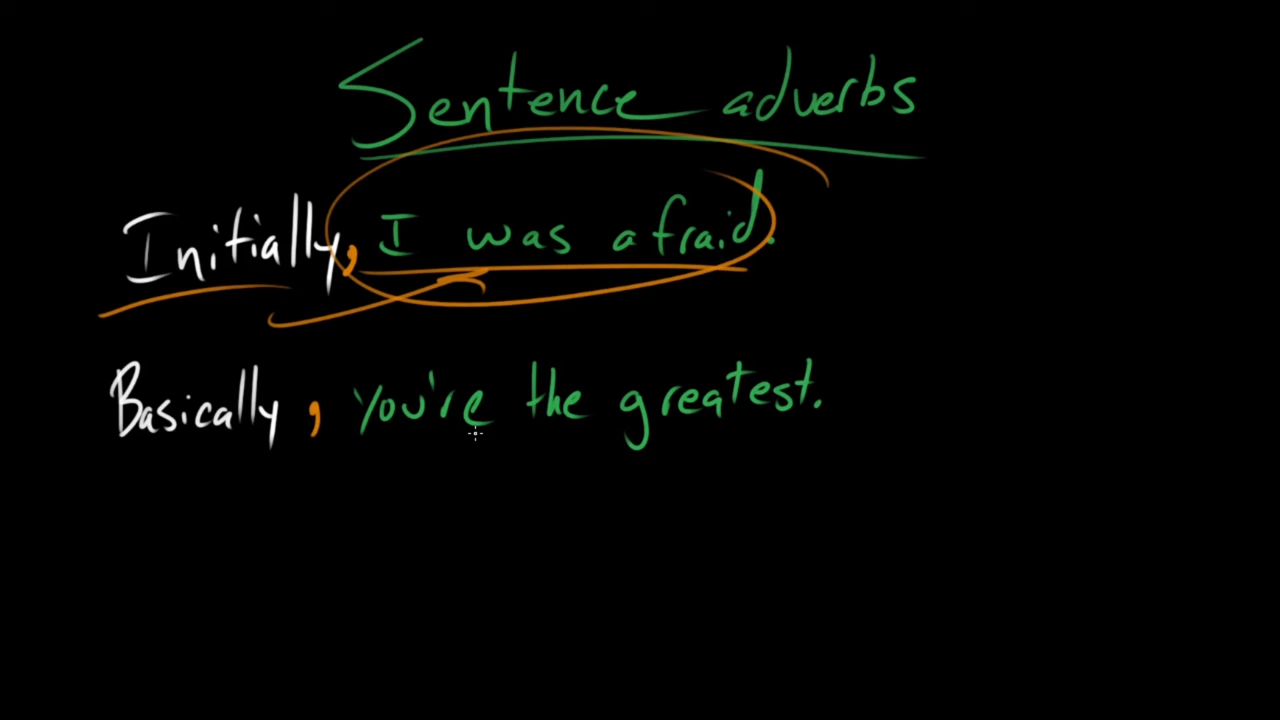 Sentence adverbs
Initially, I was afraid.
Basically, you're the greatest.